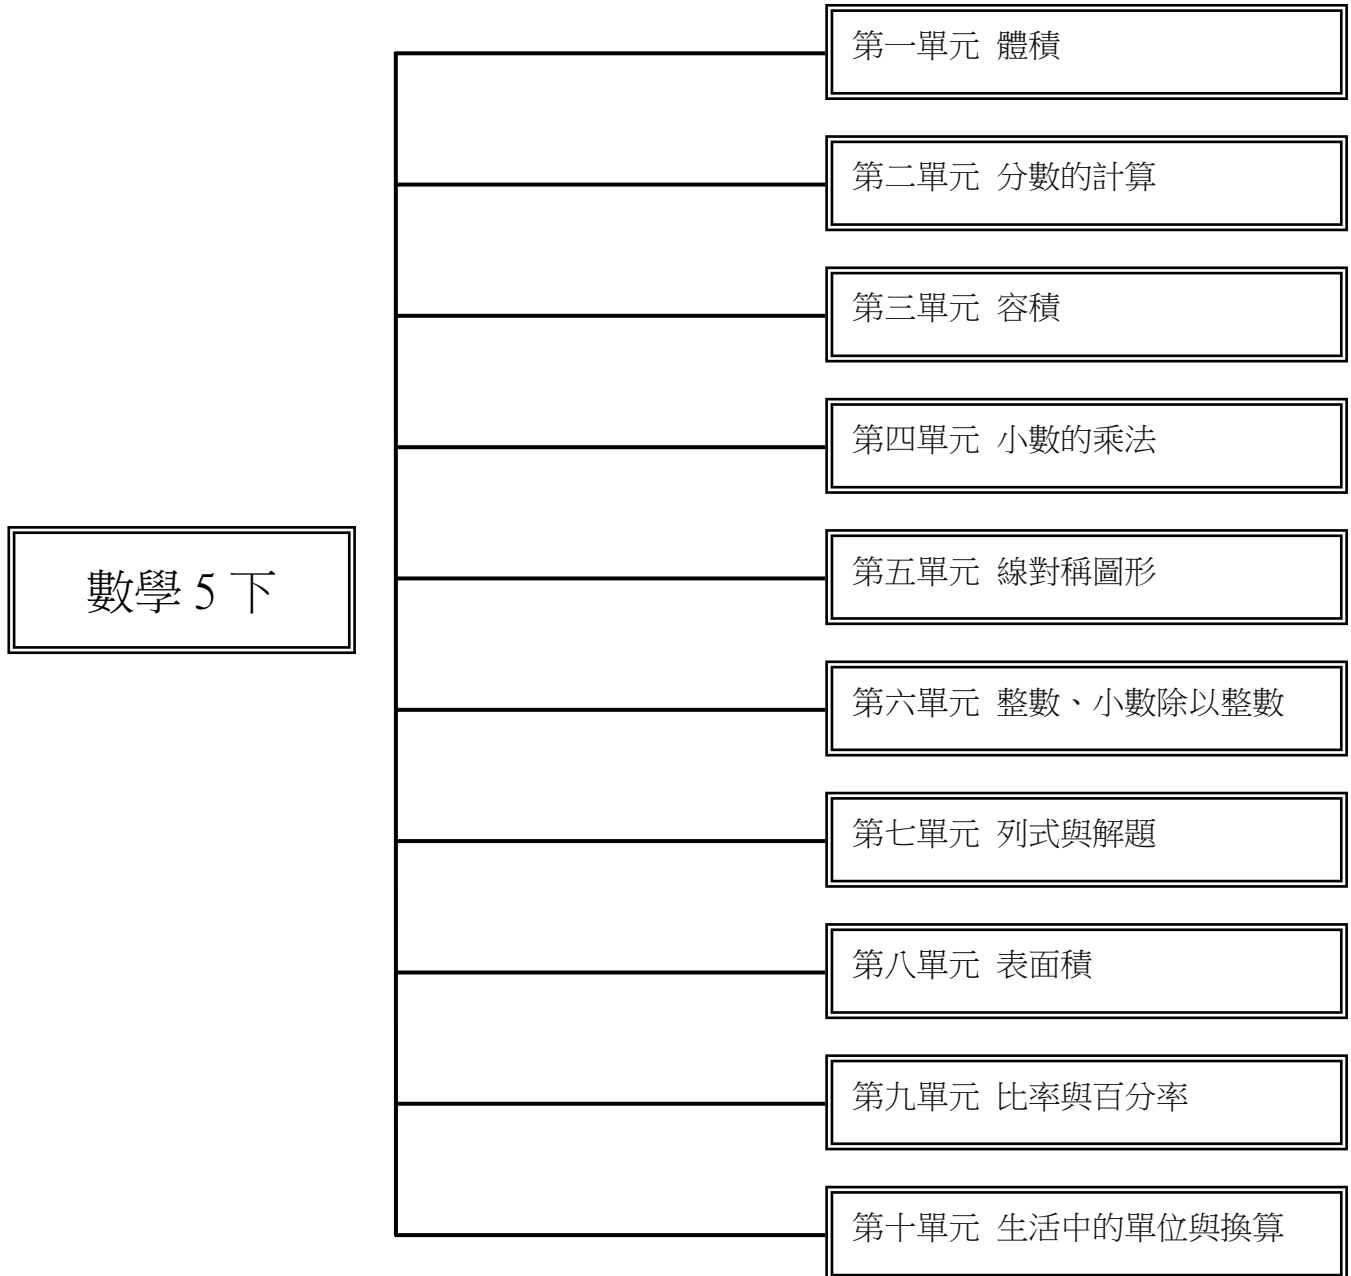 第一單元 體積
第二單元 分數的計算
第三單元 容積
第四單元 小數的乘法
數學 5 下
第五單元 線對稱圖形
第六單元 整數、小數除以整數
第七單元 列式與解題
第八單元 表面積
第九單元 比率與百分率
第十單元 生活中的單位與換算